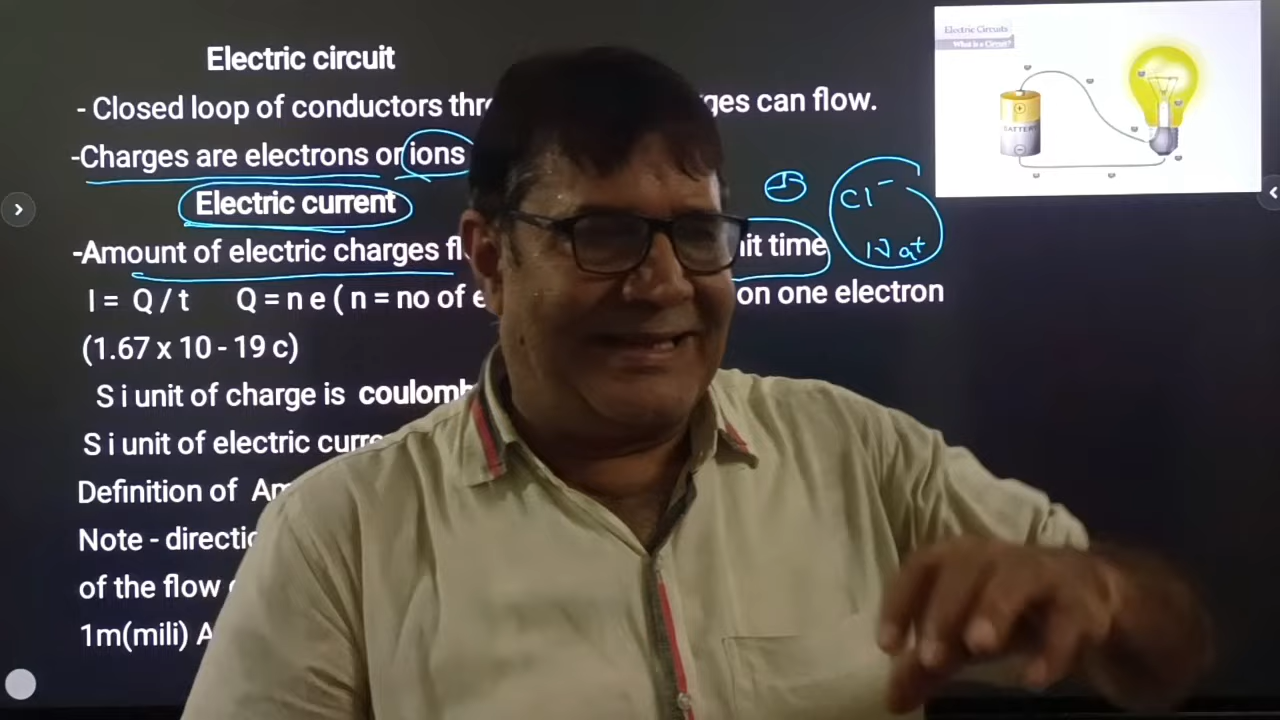 Electric circuit
- Closed loop of conductors thr ges can flow.
-Charges are electrons or ions
Electric current
-Amount of electric charges fl it time
I = Q / t Q = n e ( n = no of e on one electron
(1.67 x 10 - 19 c)
S i unit of charge is coulomb
S i unit of electric curre
Definition of Am
Note - directio
of the flow
1m(mili) A
Cl⁻
Na+
Electric Circuits
What is a Circuit?
BATTERY